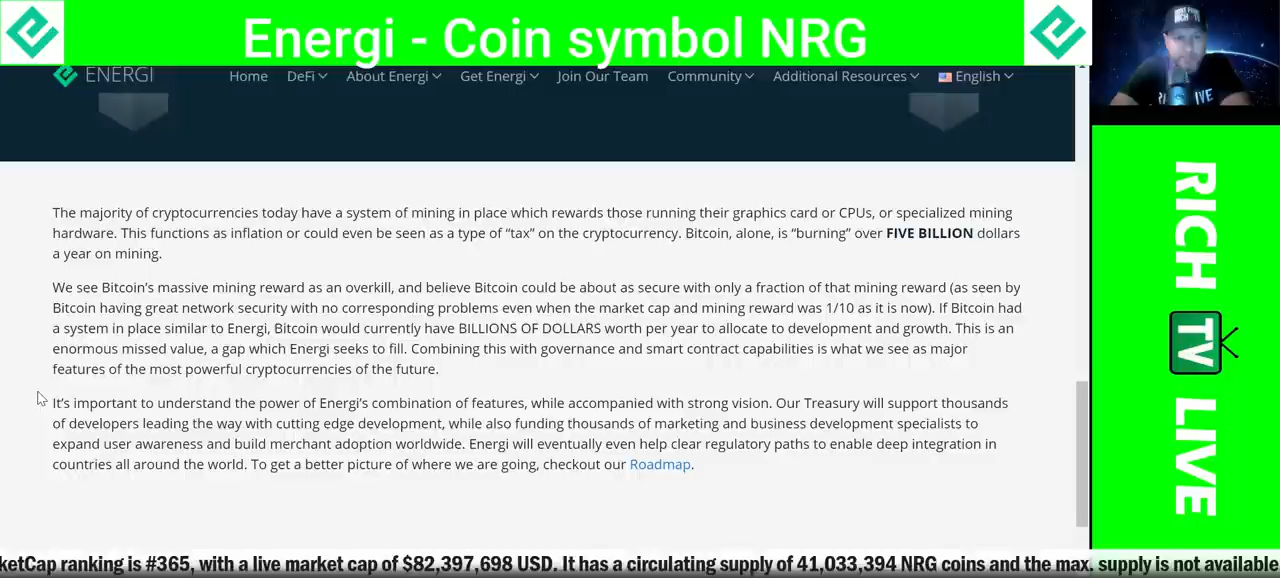 Energi - Coin symbol NRG
ENERGI
Home DeFi About Energi Get Energi Join Our Team Community Additional Resources English
The majority of cryptocurrencies today have a system of mining in place which rewards those running their graphics card or CPUs, or specialized mining
hardware. This functions as inflation or could even be seen as a type of “tax” on the cryptocurrency. Bitcoin, alone, is “burning” over FIVE BILLION dollars
a year on mining.
We see Bitcoin’s massive mining reward as an overkill, and believe Bitcoin could be about as secure with only a fraction of that mining reward (as seen by
Bitcoin having great network security with no corresponding problems even when the market cap and mining reward was 1/10 as it is now). If Bitcoin had
a system in place similar to Energi, Bitcoin would currently have BILLIONS OF DOLLARS worth per year to allocate to development and growth. This is an
enormous missed value, a gap which Energi seeks to fill. Combining this with governance and smart contract capabilities is what we see as major
features of the most powerful cryptocurrencies of the future.
It’s important to understand the power of Energi’s combination of features, while accompanied with strong vision. Our Treasury will support thousands
of developers leading the way with cutting edge development, while also funding thousands of marketing and business development specialists to
expand user awareness and build merchant adoption worldwide. Energi will eventually even help clear regulatory paths to enable deep integration in
countries all around the world. To get a better picture of where we are going, checkout our Roadmap.
RICH TV LIVE
ketCap ranking is #365, with a live market cap of $82,397,698 USD. It has a circulating supply of 41,033,394 NRG coins and the max. supply is not available